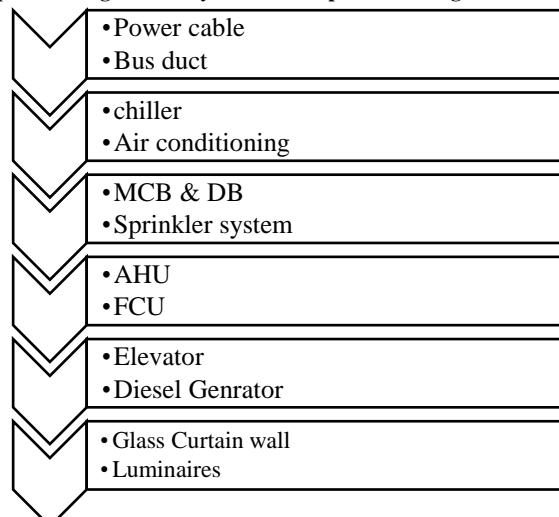 •Power cable
•Bus duct
•chiller
•Air conditioning
•MCB & DB
•Sprinkler system
•AHU
•FCU
•Elevator
•Diesel Genrator
•Glass Curtain wall
•Luminaires